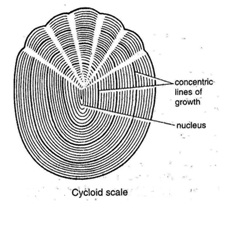 concentric
lines of
growth
nucleus
Cycloid scale